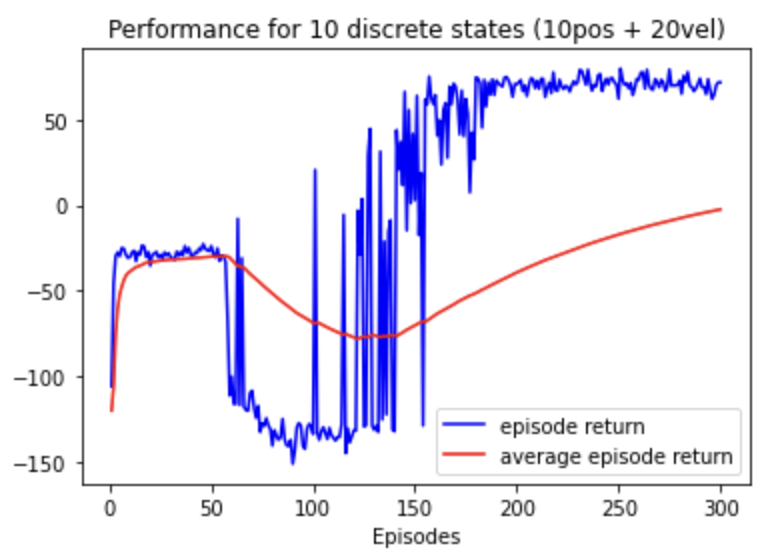 Performance for 10 discrete states (10pos + 20vel)
50
0
−50
−100
−150
episode return
average episode return
0 50 100 150 200 250 300
Episodes